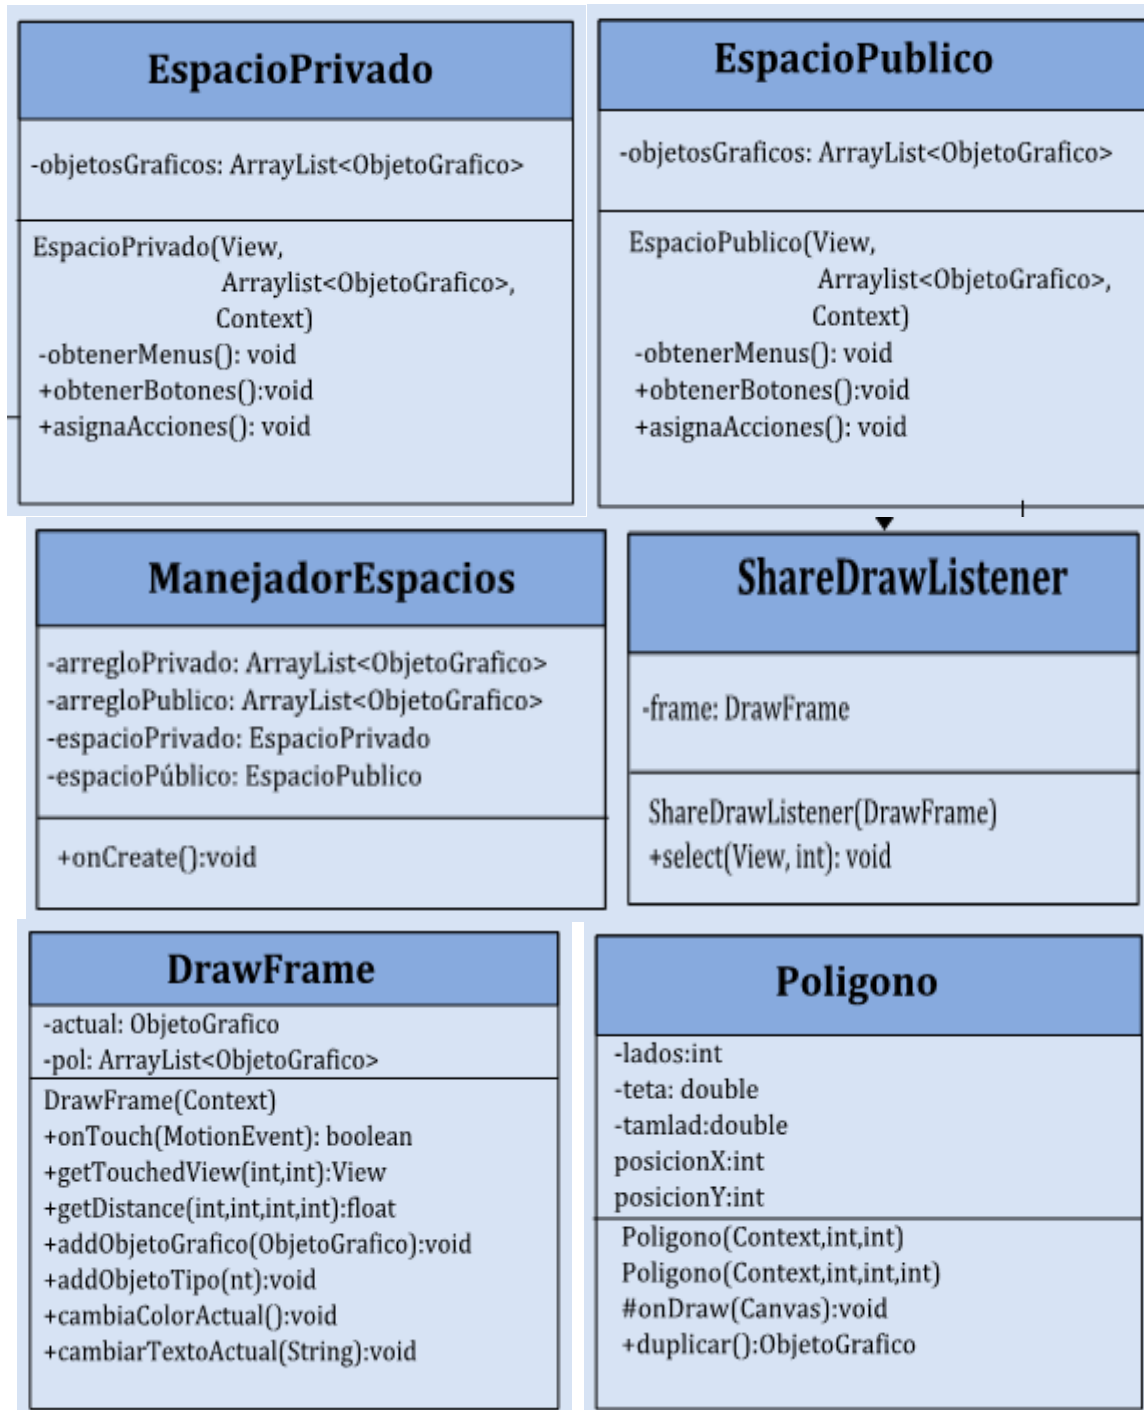 EspacioPrivado
-objetosGraficos: ArrayList<ObjetoGrafico>
EspacioPrivado(View,
Arraylist<ObjetoGrafico>,
Context)
-obtenerMenus(): void
+obtenerBotones():void
+asignaAcciones(): void
EspacioPublico
-objetosGraficos: ArrayList<ObjetoGrafico>
EspacioPublico(View,
Arraylist<ObjetoGrafico>,
Context)
-obtenerMenus(): void
+obtenerBotones():void
+asignaAcciones(): void
ManejadorEspacios
-arregloPrivado: ArrayList<ObjetoGrafico>
-arregloPublico: ArrayList<ObjetoGrafico>
-espacioPrivado: EspacioPrivado
-espacioPúblico: EspacioPublico
+onCreate():void
ShareDrawListener
-frame: DrawFrame
ShareDrawListener(DrawFrame)
+select(View, int): void
DrawFrame
-actual: ObjetoGrafico
-pol: ArrayList<ObjetoGrafico>
DrawFrame(Context)
+onTouch(MotionEvent): boolean
+getTouchedView(int,int):View
+getDistance(int,int,int,int):float
+addObjetoGrafico(ObjetoGrafico):void
+addObjetoTipo(nt):void
+cambiaColorActual():void
+cambiarTextoActual(String):void
Poligono
-lados:int
-teta: double
-tamlad:double
posicionX:int
posicionY:int
Poligono(Context,int,int)
Poligono(Context,int,int,int)
#onDraw(Canvas):void
+duplicar():ObjetoGrafico